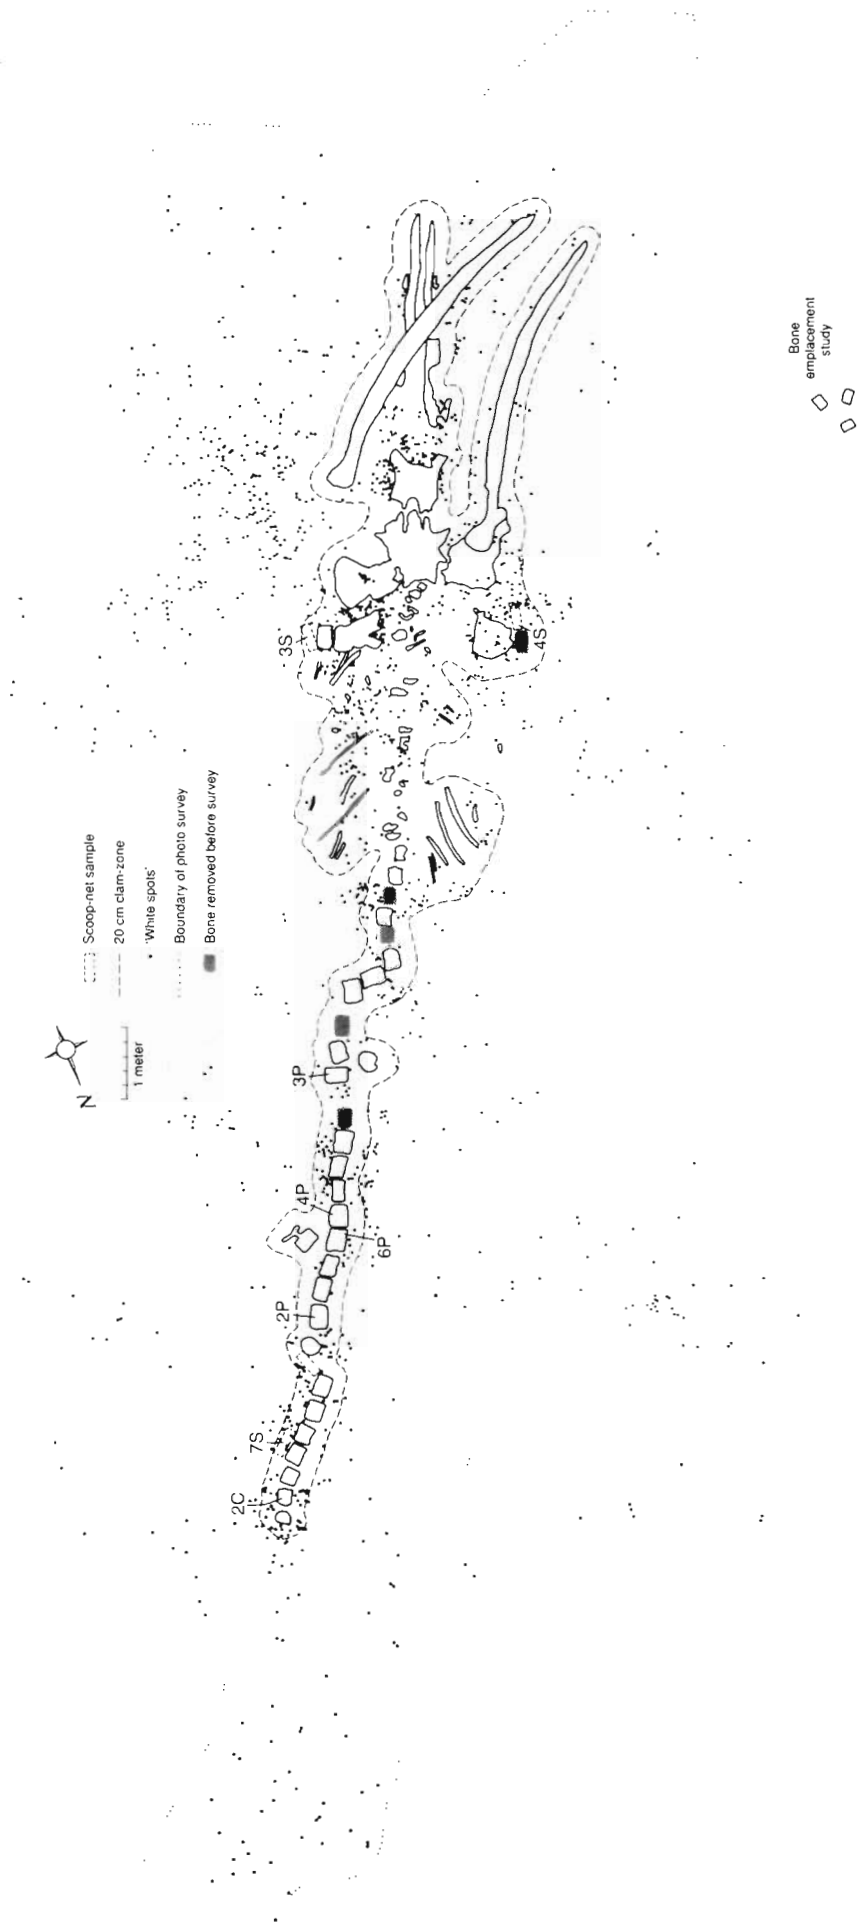 Bone
emplacement
study
3S
4S
Scoop-net sample
20 cm clam-zone
'White spots'
Boundary of photo survey
Bone removed before survey
N
1 meter
3P
4P
6P
2P
7S
2C